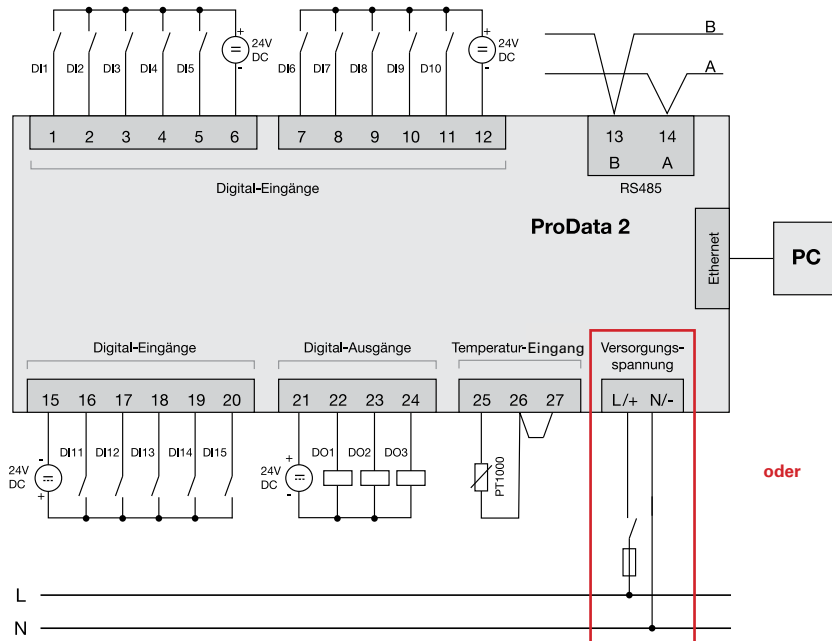 DI1 DI2 DI3 DI4 DI5 + 24V DC -
DI6 DI7 DI8 DI9 D10 + 24V DC -
B
A
1 2 3 4 5 6
7 8 9 10 11 12
13 14
B A
Digital-Eingänge
RS485
ProData 2
Ethernet
PC
Digital-Eingänge
Digital-Ausgänge
Temperatur-Eingang
Versorgungs-
spannung
15 16 17 18 19 20
21 22 23 24
25 26 27
L/+ N/-
- 24V DC + DI11 DI12 DI13 DI14 DI15
+ 24V DC - DO1 DO2 DO3
PT1000
oder
L
N